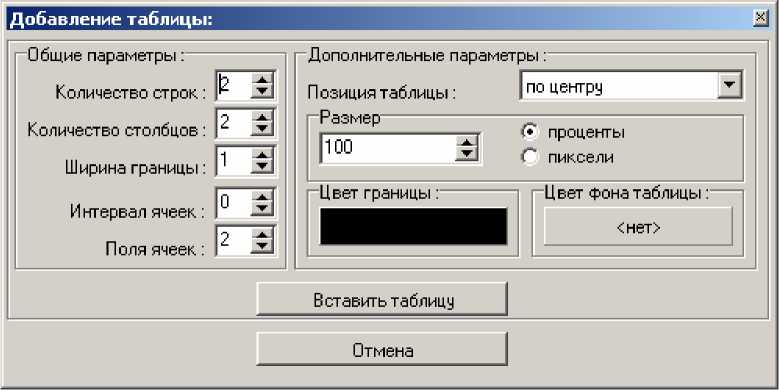 Добавление таблицы:
Общие параметры :
Количество строк : 2
Количество столбцов : 2
Ширина границы : 1
Интервал ячеек : 0
Поля ячеек : 2
Дополнительные параметры :
Позиция таблицы : по центру
Размер
100
проценты
пиксели
Цвет границы :
Цвет фона таблицы :
<нет>
Вставить таблицу
Отмена